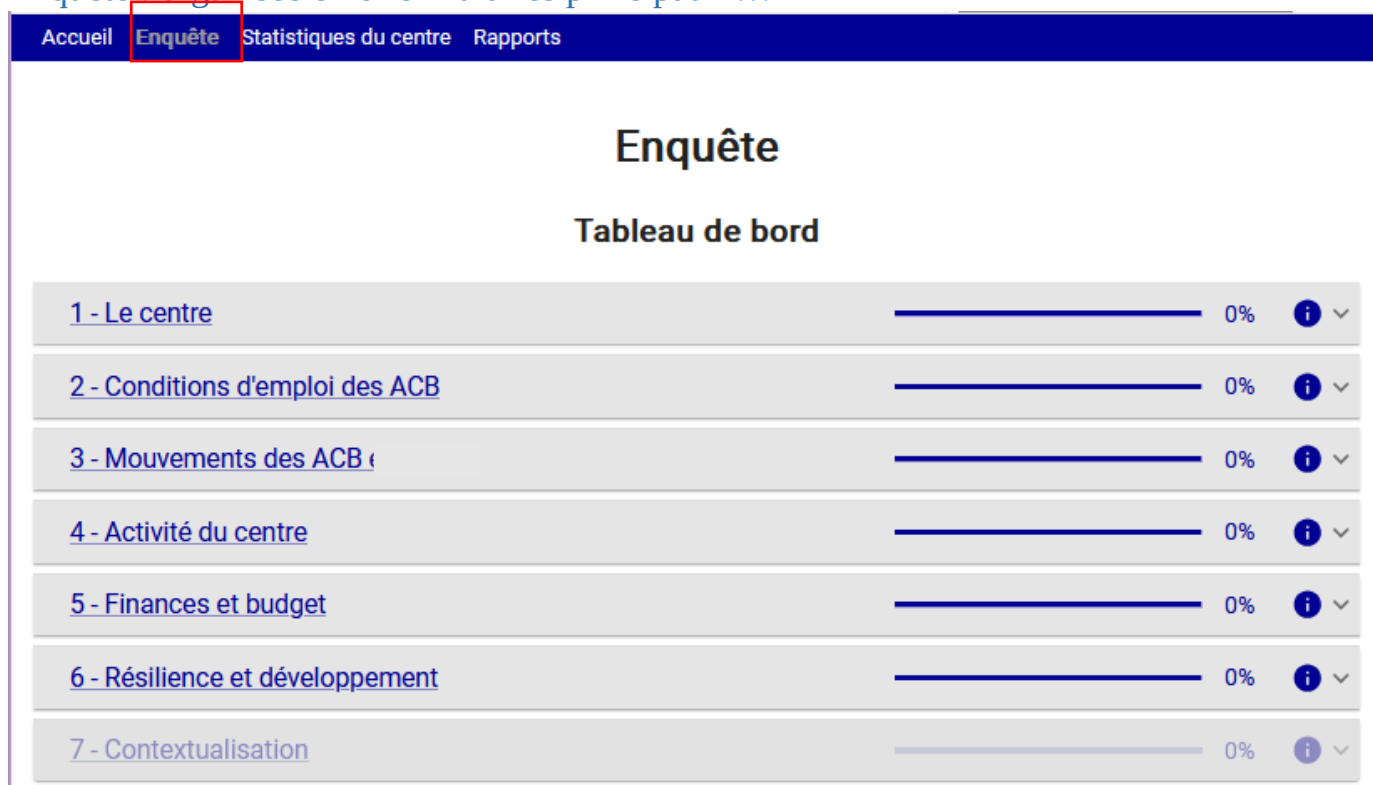 Accueil Enquête Statistiques du centre Rapports
Enquête
Tableau de bord
1 - Le centre 0%
2 - Conditions d'emploi des ACB 0%
3 - Mouvements des ACB 0%
4 - Activité du centre 0%
5 - Finances et budget 0%
6 - Résilience et développement 0%
7 - Contextualisation 0%